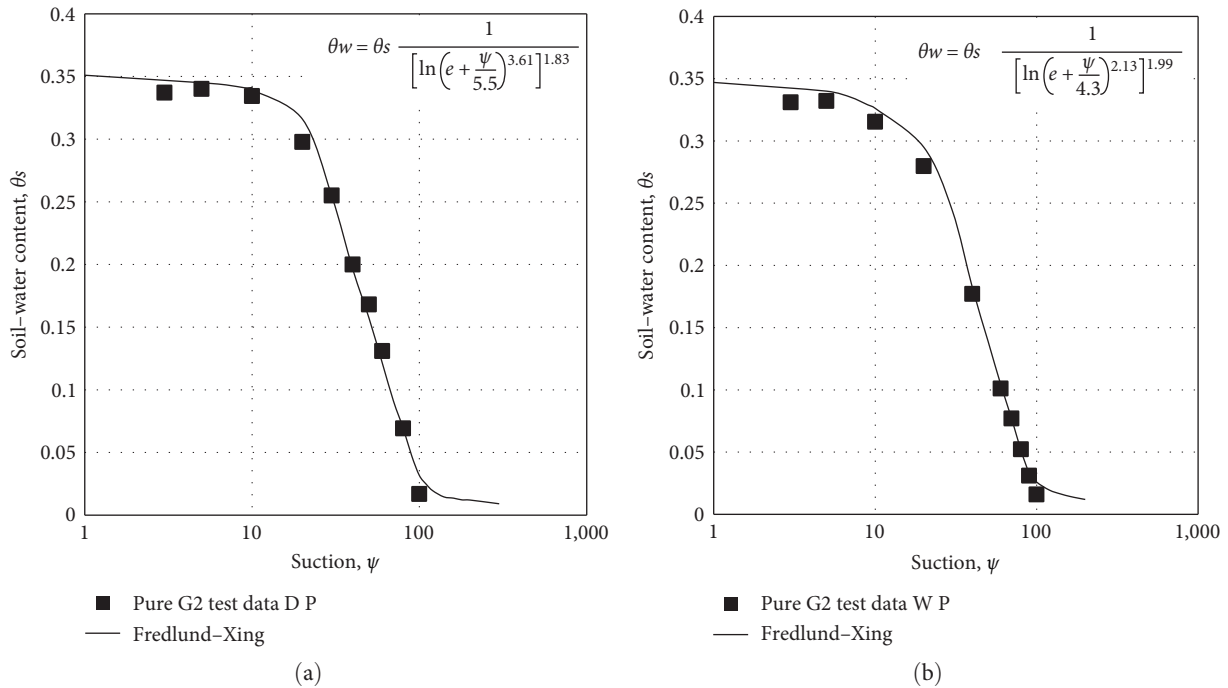 0.4
0.35
0.3
0.25
0.2
0.15
0.1
0.05
0
Soil–water content, θs
θw = θs 1 / [ln(e + ψ/5.5)^3.61]^1.83
1 10 100 1,000
Suction, ψ
■ Pure G2 test data D P
— Fredlund–Xing
(a)
0.4
0.35
0.3
0.25
0.2
0.15
0.1
0.05
0
Soil–water content, θs
θw = θs 1 / [ln(e + ψ/4.3)^2.13]^1.99
1 10 100 1,000
Suction, ψ
■ Pure G2 test data W P
— Fredlund–Xing
(b)